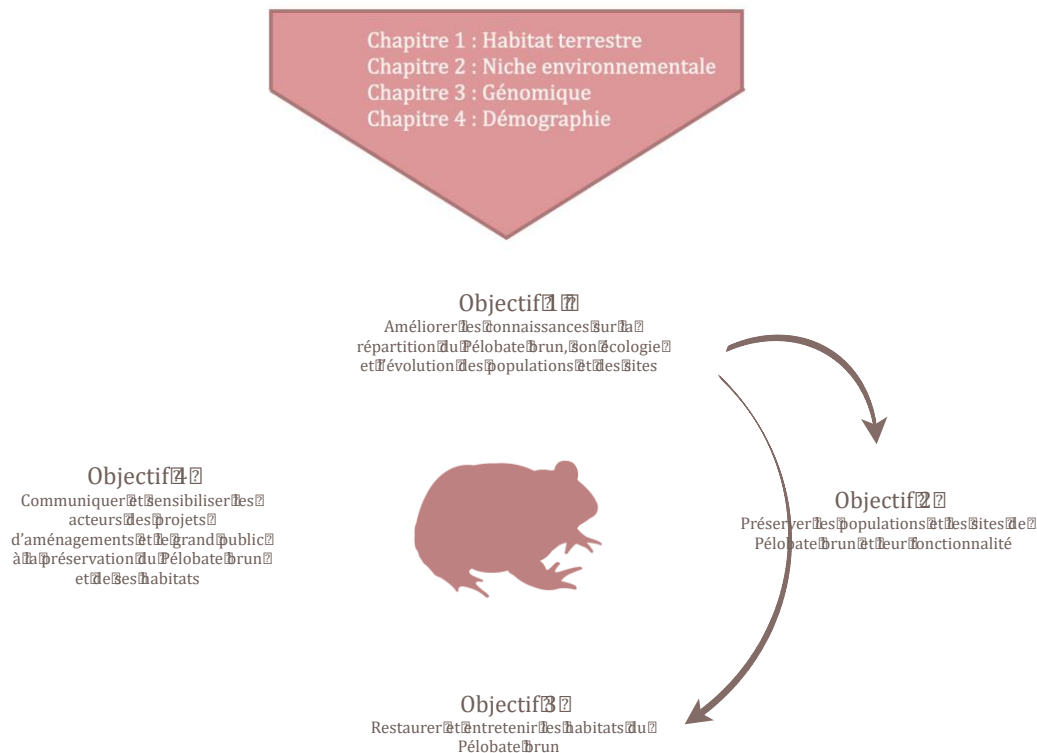 Chapitre 1 : Habitat terrestre
Chapitre 2 : Niche environnementale
Chapitre 3 : Génomique
Chapitre 4 : Démographie
Objectif 1
Améliorer les connaissances sur la
répartition du Pélobate brun, son écologie
et l'évolution des populations et des sites
Objectif 4
Communiquer et sensibiliser les
acteurs des projets
d'aménagements et le grand public
à la préservation du Pélobate brun
et de ses habitats
Objectif 2
Préserver les populations et les sites de
Pélobate brun et leur fonctionnalité
Objectif 3
Restaurer et entretenir les habitats du
Pélobate brun